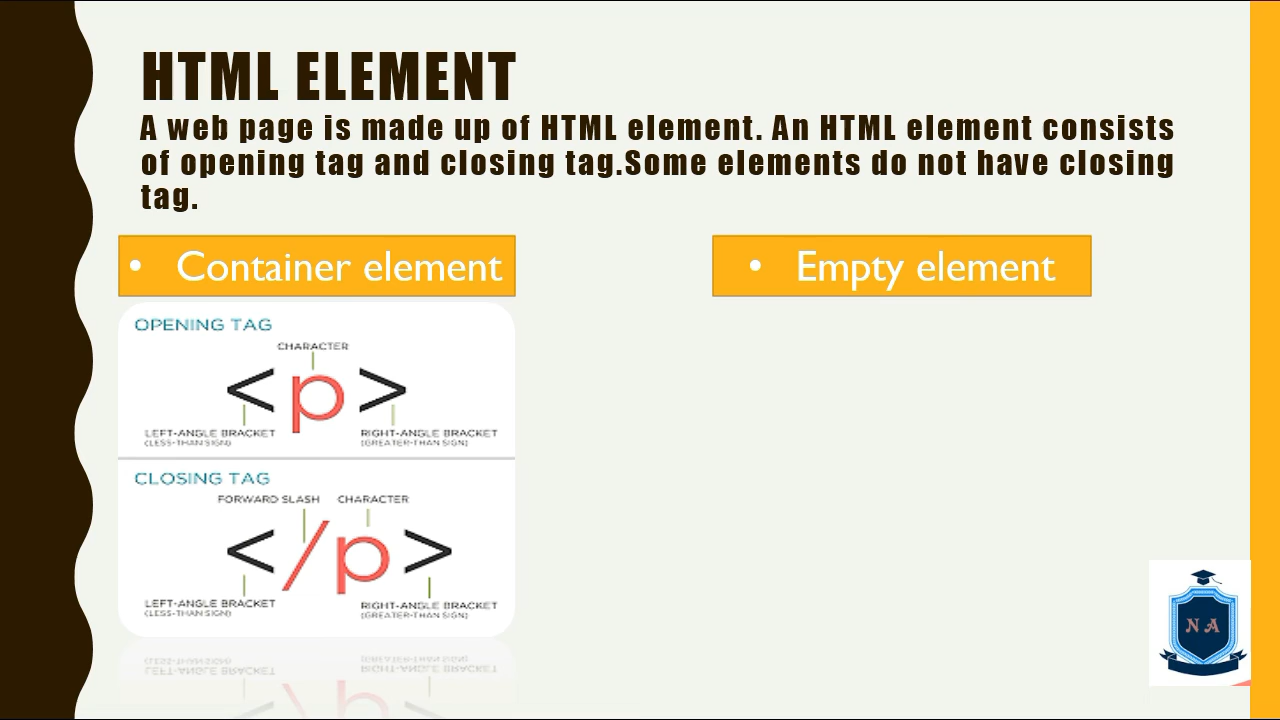 HTML ELEMENT
A web page is made up of HTML element. An HTML element consists
of opening tag and closing tag.Some elements do not have closing
tag.
• Container element
• Empty element
OPENING TAG
CHARACTER
<p>
LEFT-ANGLE BRACKET RIGHT-ANGLE BRACKET
(LESS-THAN SIGN) (GREATER-THAN SIGN)
CLOSING TAG
FORWARD SLASH CHARACTER
</p>
LEFT-ANGLE BRACKET RIGHT-ANGLE BRACKET
(LESS-THAN SIGN) (GREATER-THAN SIGN)
N A